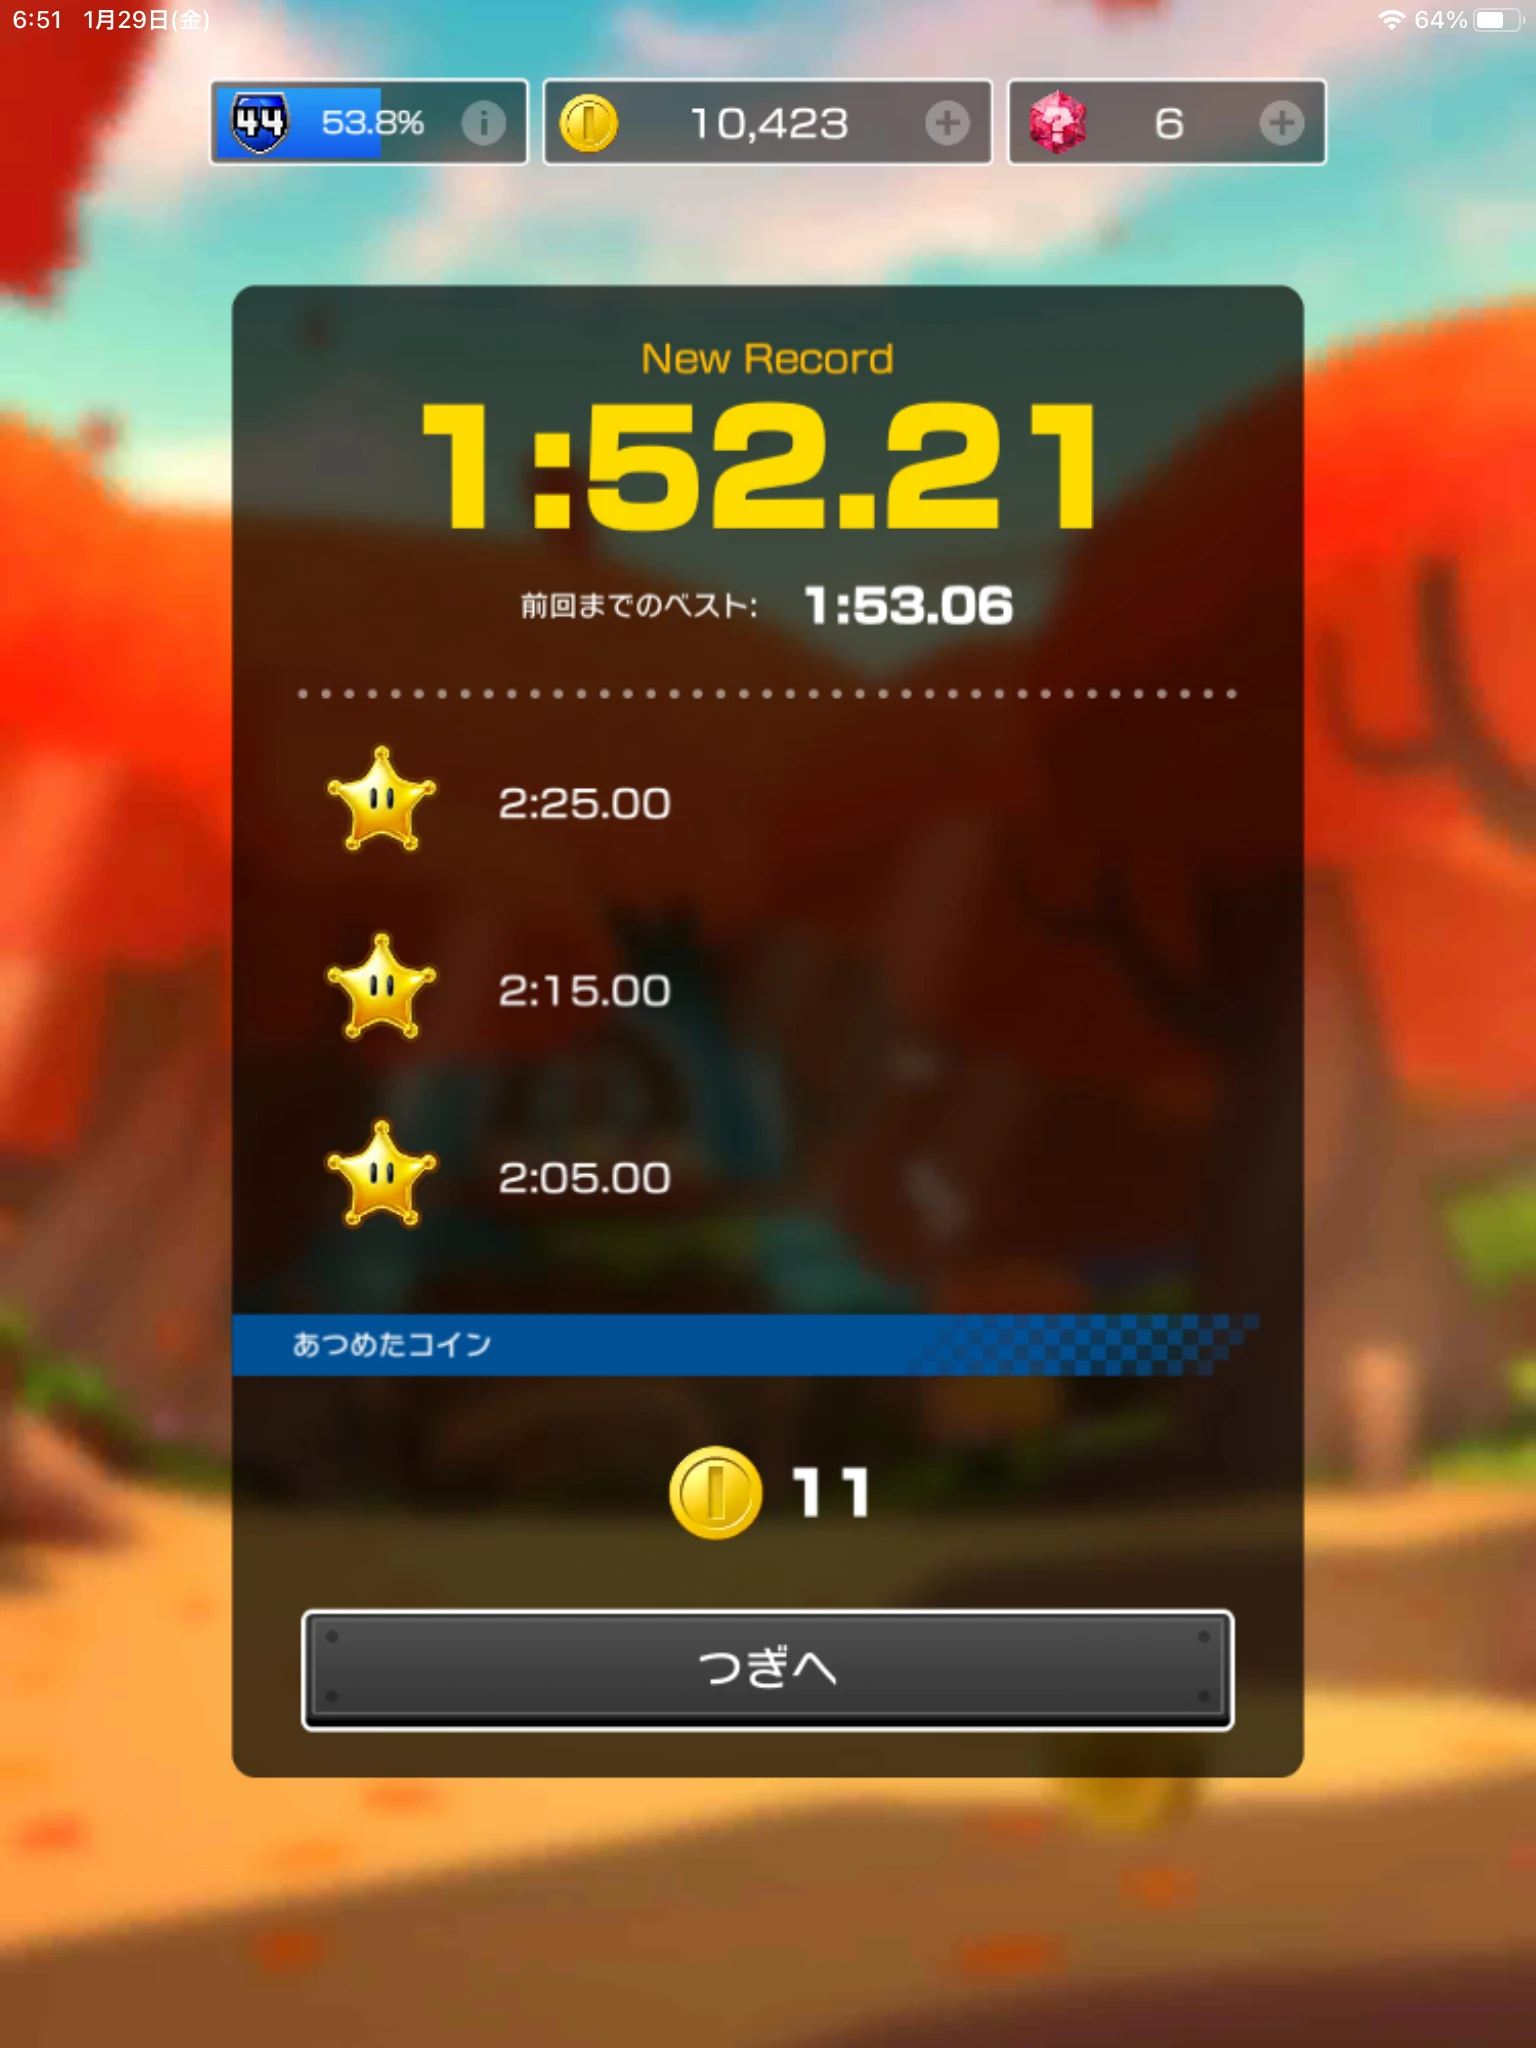 6:51 1月29日(金) 64%
44 53.8% 10,423 6
New Record
1:52.21
前回までのベスト: 1:53.06
2:25.00
2:15.00
2:05.00
あつめたコイン
11
つぎへ